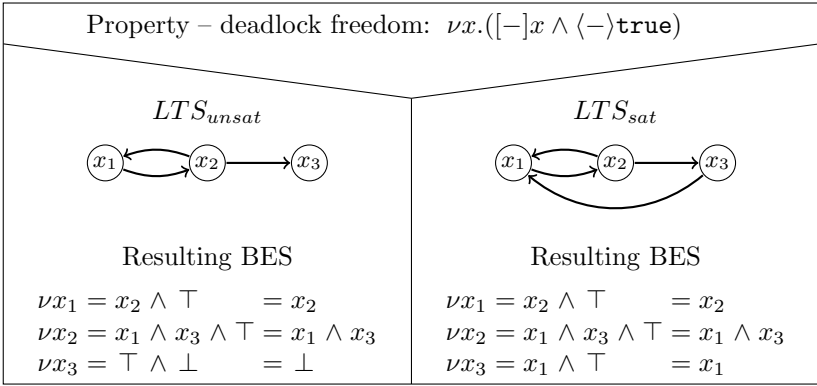 Property – deadlock freedom: νx.([−]x ∧ ⟨−⟩true)
LTS_unsat
x₁ x₂ x₃
Resulting BES
νx₁ = x₂ ∧ ⊤ = x₂
νx₂ = x₁ ∧ x₃ ∧ ⊤ = x₁ ∧ x₃
νx₃ = ⊤ ∧ ⊥ = ⊥
LTS_sat
x₁ x₂ x₃
Resulting BES
νx₁ = x₂ ∧ ⊤ = x₂
νx₂ = x₁ ∧ x₃ ∧ ⊤ = x₁ ∧ x₃
νx₃ = x₁ ∧ ⊤ = x₁